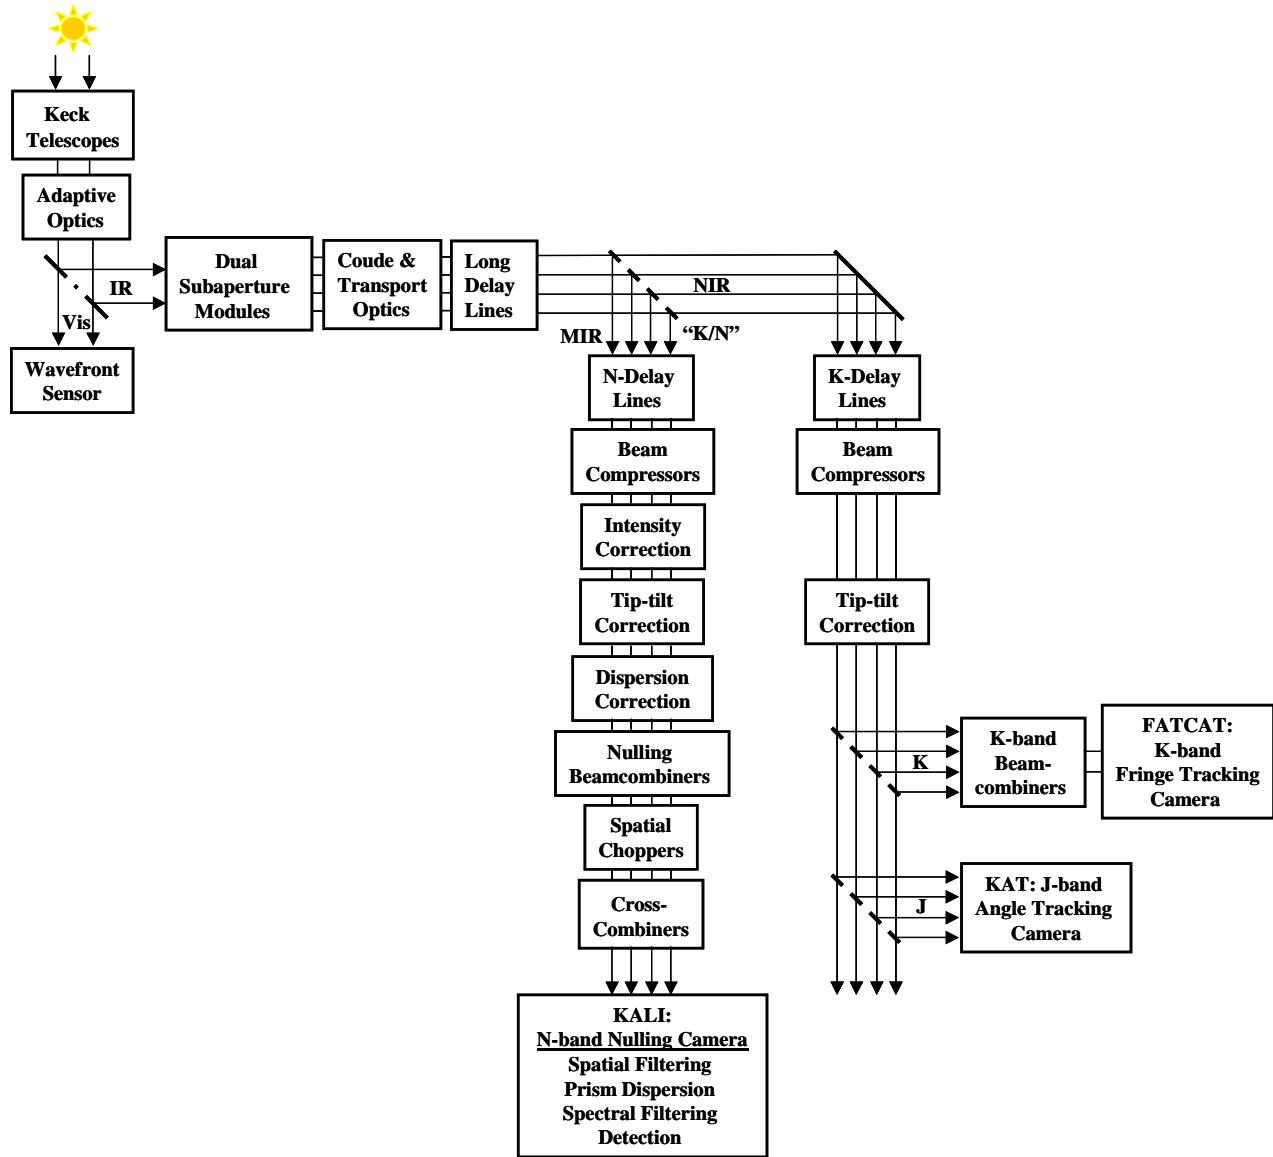 Keck
Telescopes
Adaptive
Optics
IR
Vis
Wavefront
Sensor
Dual
Subaperture
Modules
Coude &
Transport
Optics
Long
Delay
Lines
NIR
MIR
“K/N”
N-Delay
Lines
Beam
Compressors
Intensity
Correction
Tip-tilt
Correction
Dispersion
Correction
Nulling
Beamcombiners
Spatial
Choppers
Cross-
Combiners
KALI:
N-band Nulling Camera
Spatial Filtering
Prism Dispersion
Spectral Filtering
Detection
K-Delay
Lines
Beam
Compressors
Tip-tilt
Correction
K
K-band
Beam-
combiners
FATCAT:
K-band
Fringe Tracking
Camera
J
KAT: J-band
Angle Tracking
Camera